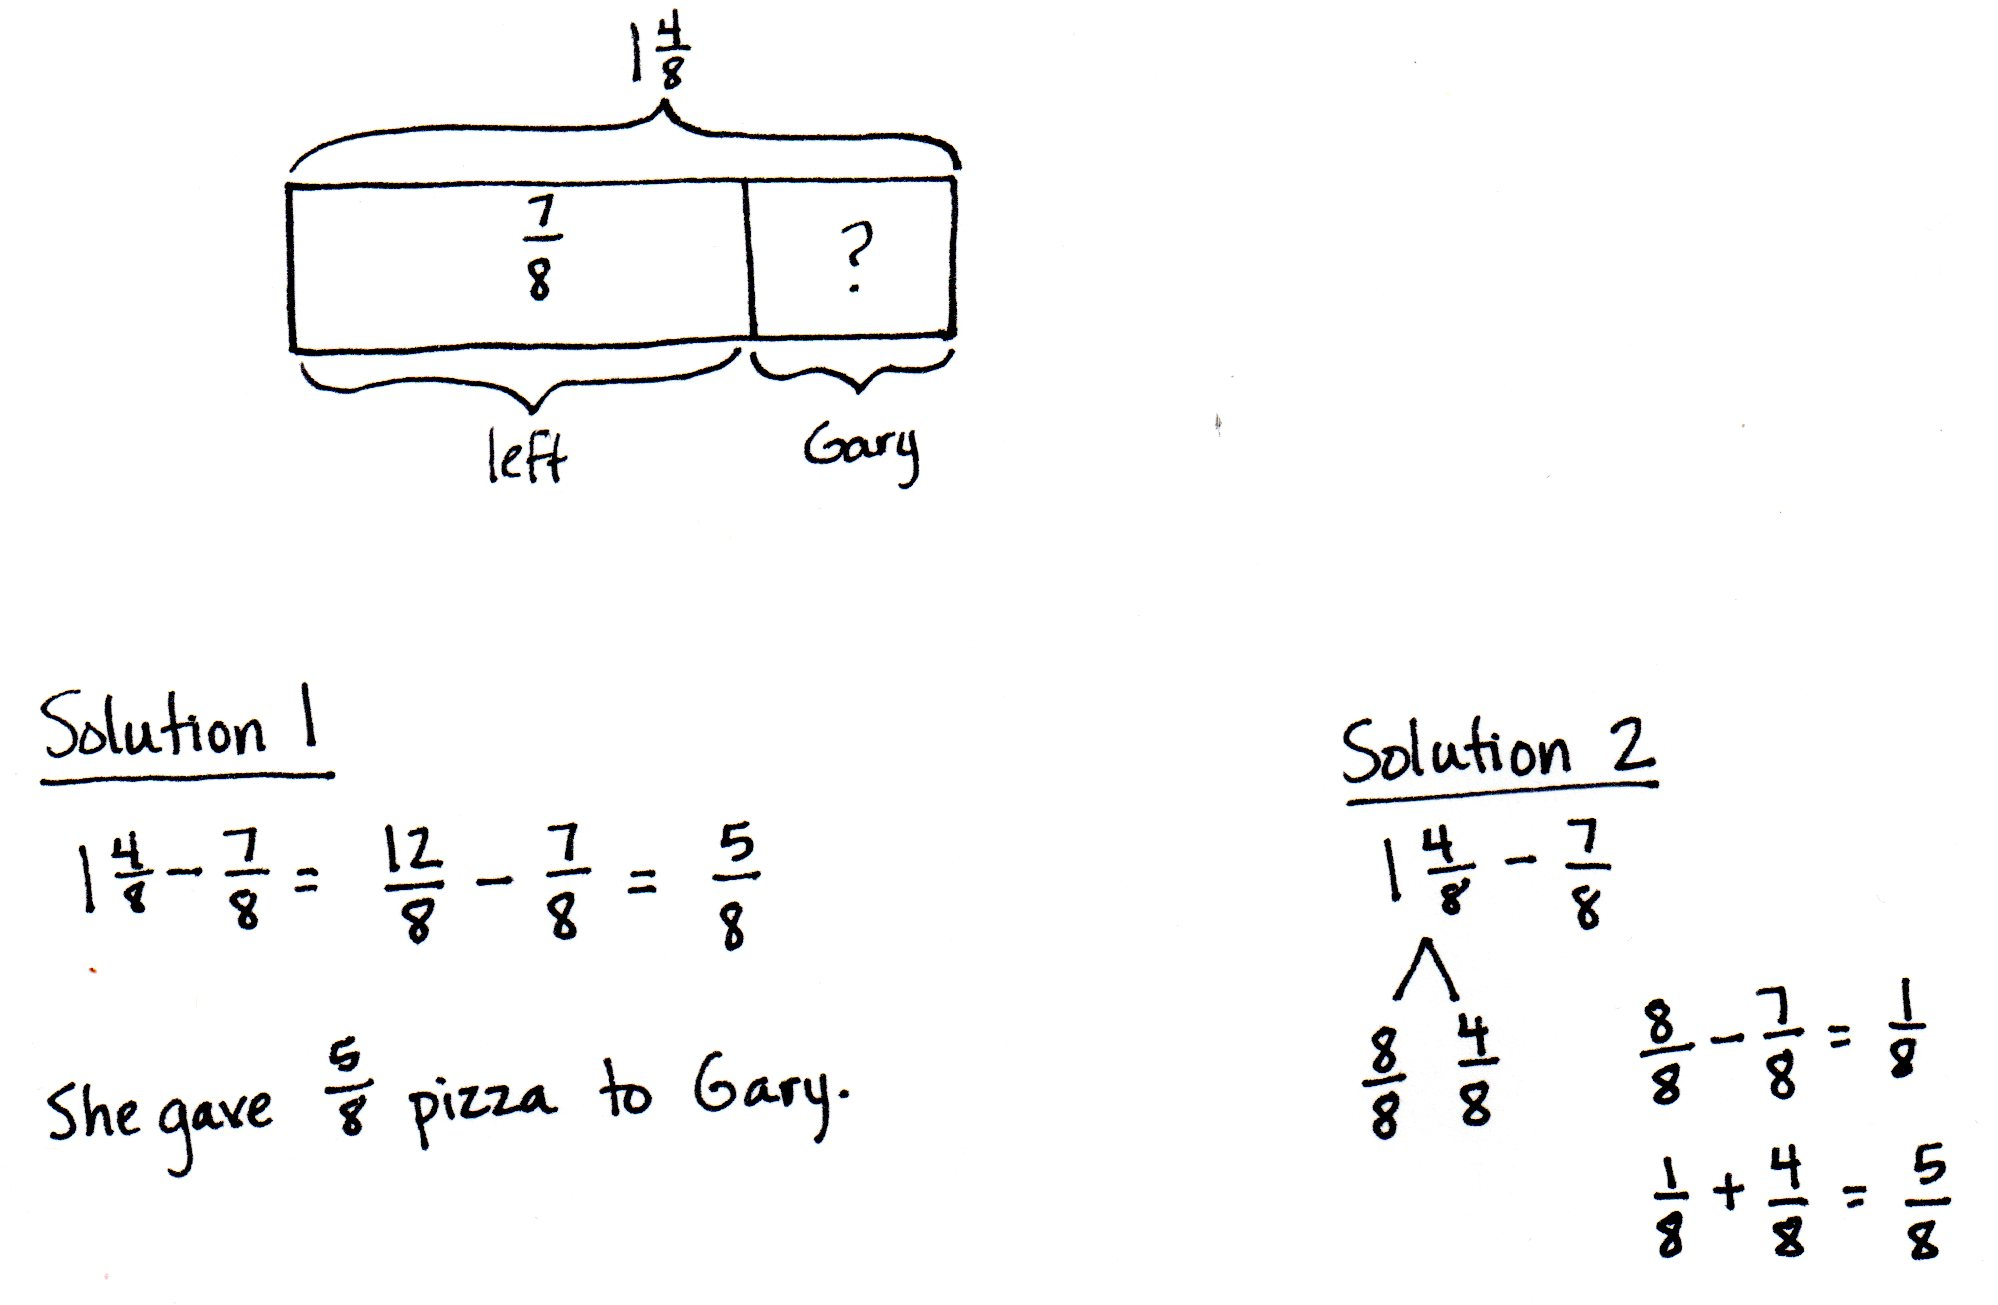 1 4/8
7/8 ?
left Gary
Solution 1
1 4/8 - 7/8 = 12/8 - 7/8 = 5/8
She gave 5/8 pizza to Gary.
Solution 2
1 4/8 - 7/8
8/8 4/8
8/8 - 7/8 = 1/8
1/8 + 4/8 = 5/8